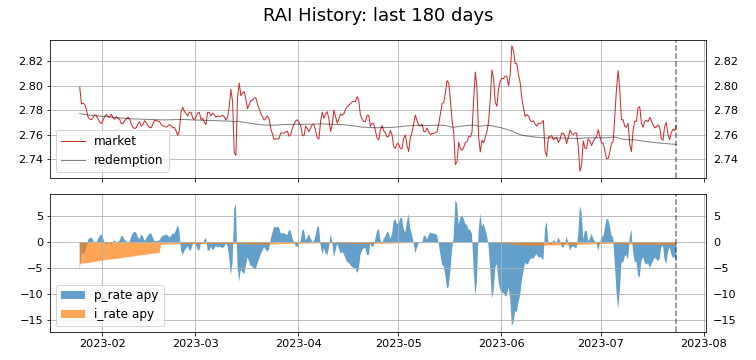 RAI History: last 180 days
2.82 2.82
2.80 2.80
2.78 2.78
2.76 2.76
2.74 2.74
market
redemption
5 5
0 0
−5 −5
−10 −10
−15 −15
p_rate apy
i_rate apy
2023-02 2023-03 2023-04 2023-05 2023-06 2023-07 2023-08